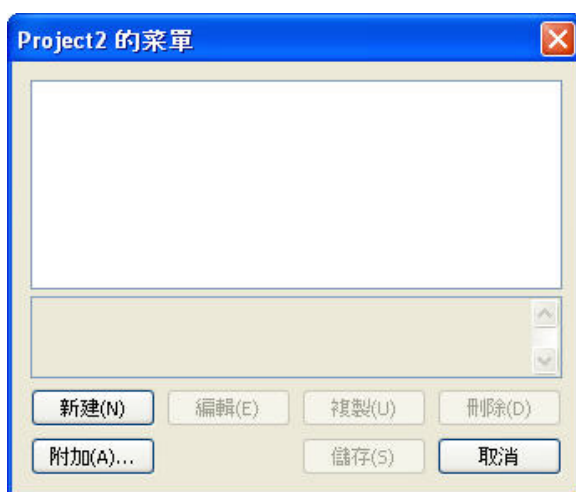 Project2 的菜單
新建(N) 編輯(E) 複製(U) 刪除(D)
附加(A)... 儲存(S) 取消